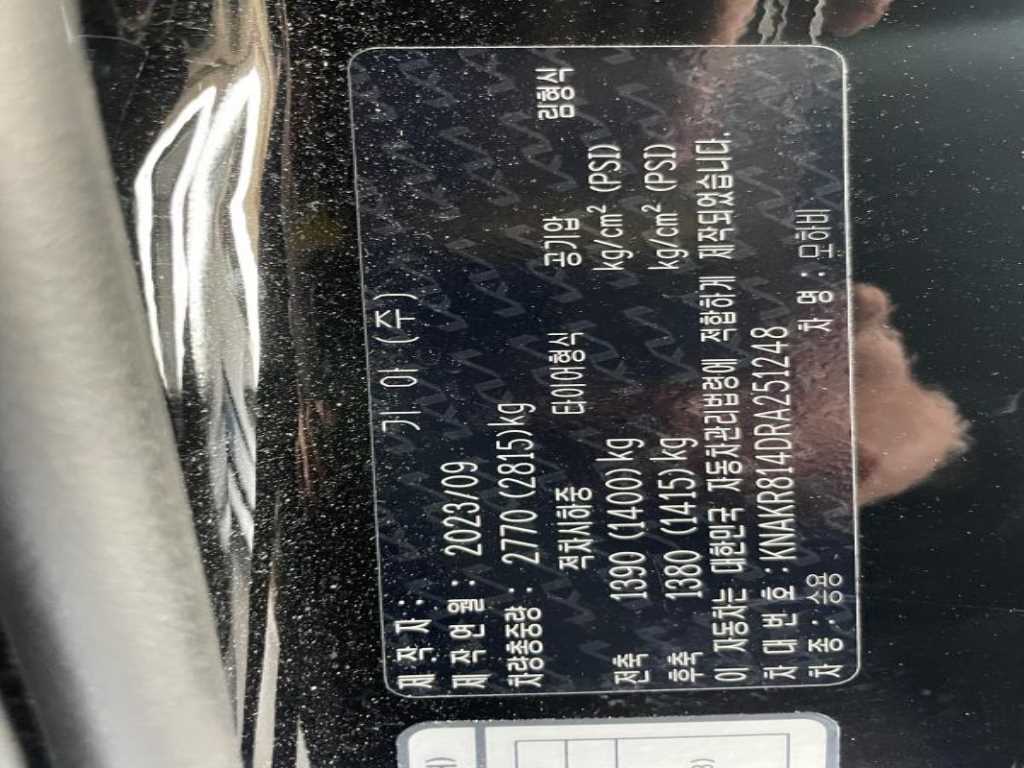 제 작 자 : 기 아 (주)
제 작 연 월 : 2023/09
차량총중량 : 2770 (2815)kg
적차시하중 타이어형식 공기압 림형식
전축 1390 (1400)kg kg/cm² (PSI)
후축 1380 (1415)kg kg/cm² (PSI)
이 자동차는 대한민국 자동차관리법령에 적합하게 제작되었습니다.
차 대 번 호 : KNAKR814DRA251248
차 종 : 승용 차 명 : 모하비